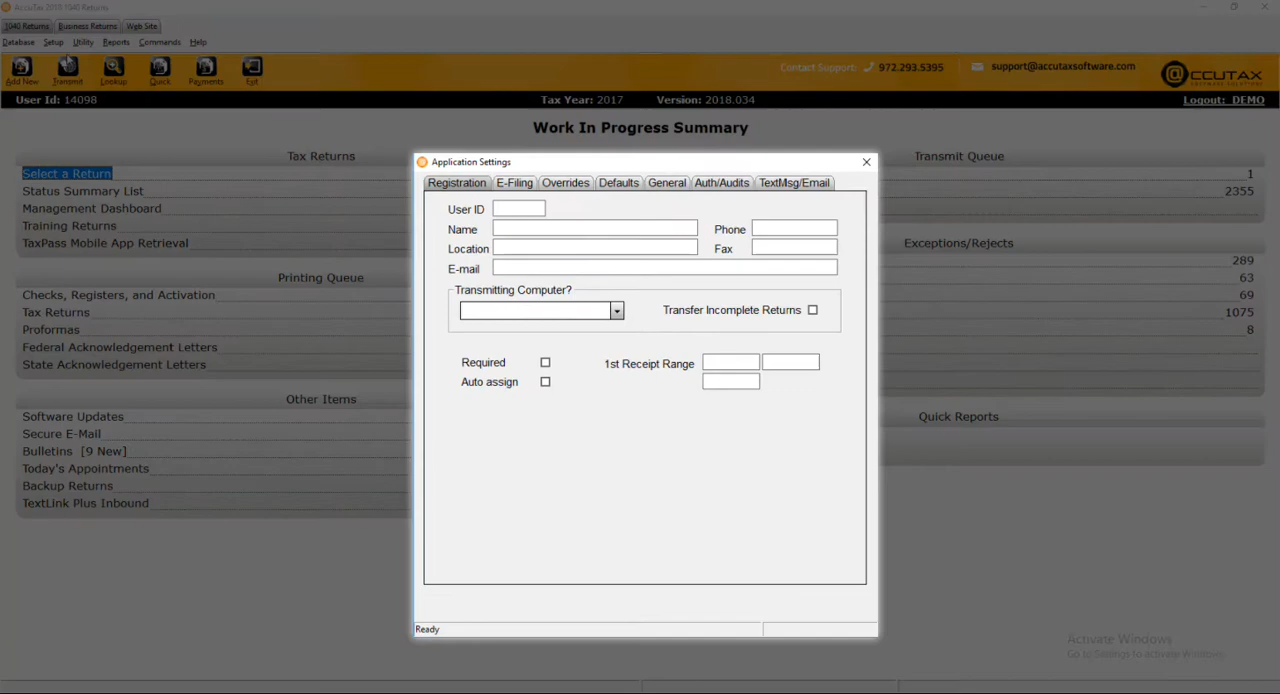 AccuTax 2018 1040 Returns
1040 Returns Business Returns Web Site
Database Setup Utility Reports Commands Help
Add New Transmit Lookup Quick Payments Exit
Contact Support: 972.293.5395 support@accutaxsoftware.com @CCUTAX
User Id: 14098 Tax Year: 2017 Version: 2018.034 Logout: DEMO
Work In Progress Summary
Tax Returns
Select a Return
Status Summary List
Management Dashboard
Training Returns
TaxPass Mobile App Retrieval
Printing Queue
Checks, Registers, and Activation
Tax Returns
Proformas
Federal Acknowledgement Letters
State Acknowledgement Letters
Other Items
Software Updates
Secure E-Mail
Bulletins [9 New]
Today's Appointments
Backup Returns
TextLink Plus Inbound
Application Settings
Registration E-Filing Overrides Defaults General Auth/Audits TextMsg/Email
User ID
Name Phone
Location Fax
E-mail
Transmitting Computer?
Transfer Incomplete Returns
Required 1st Receipt Range
Auto assign
Ready
Transmit Queue
1
2355
Exceptions/Rejects
289
63
69
1075
8
Quick Reports
Activate Windows
Go to Settings to activate Windows.